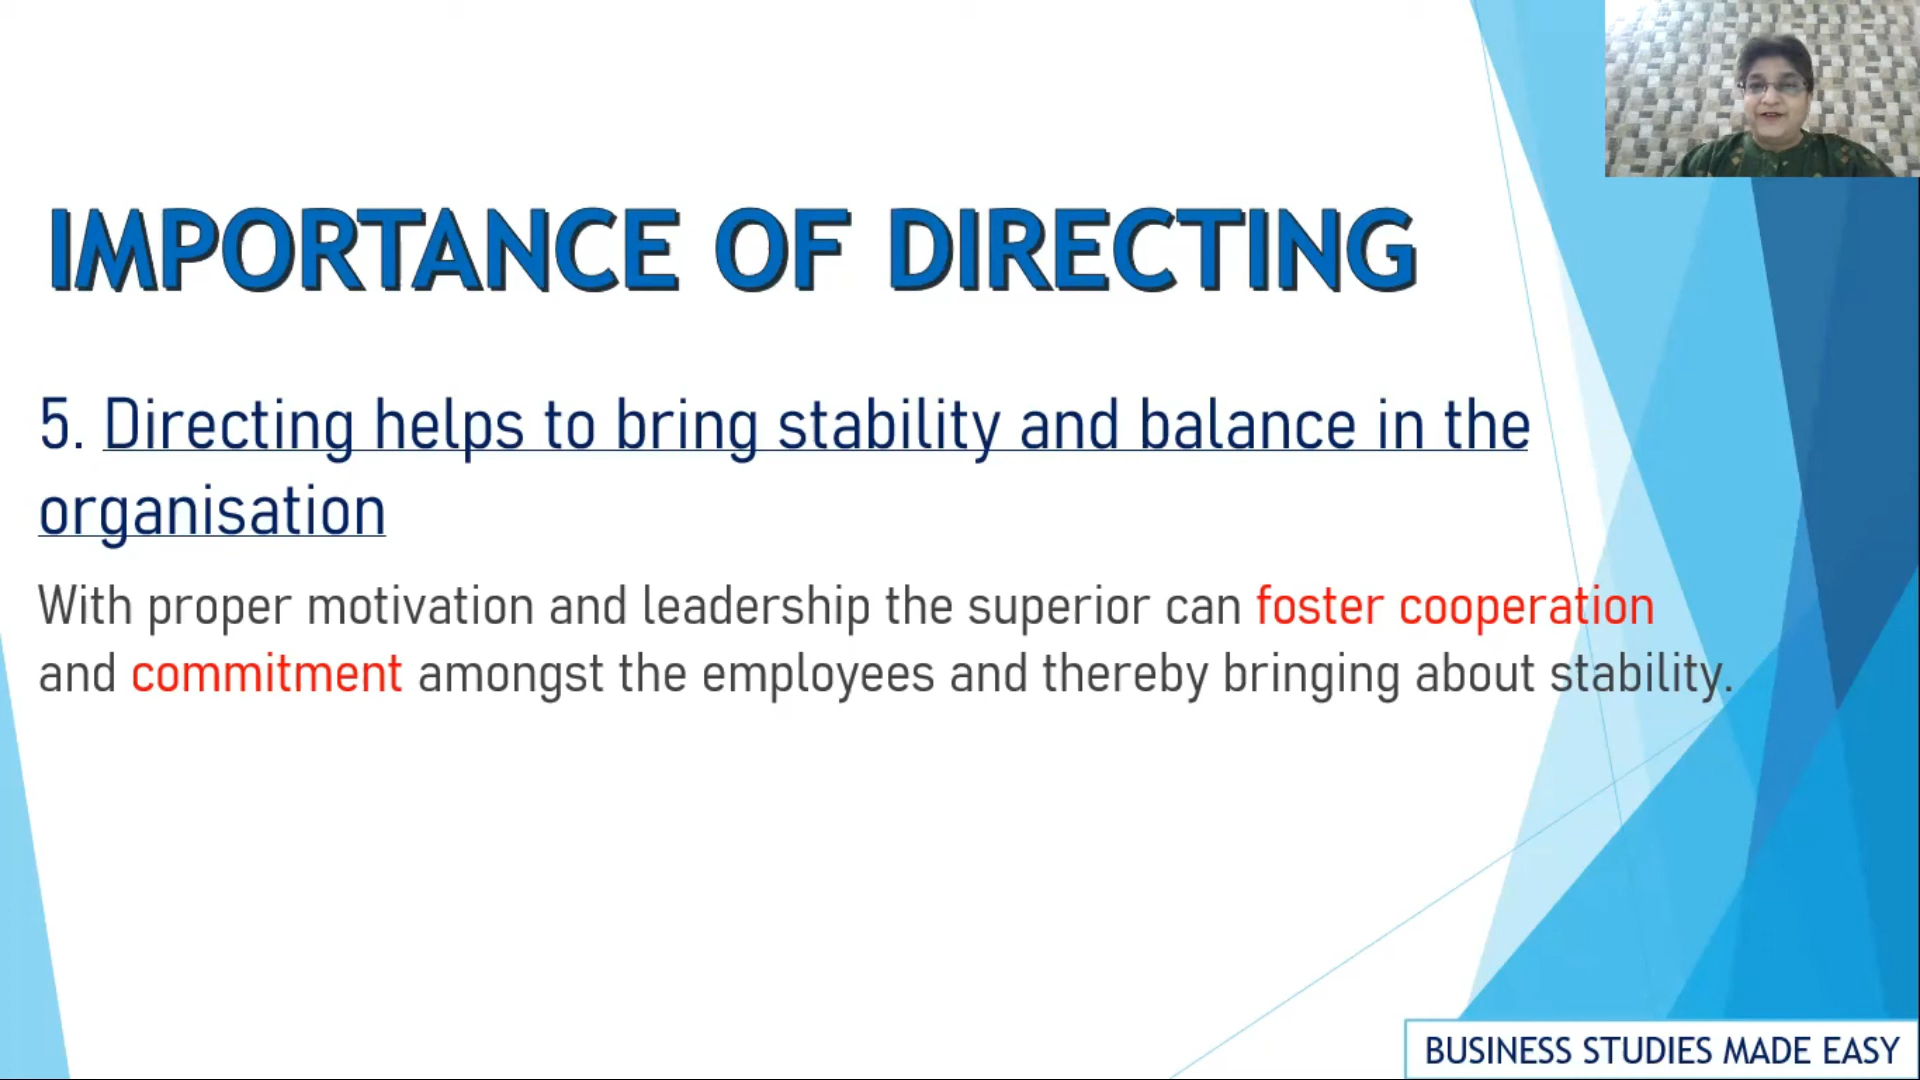 IMPORTANCE OF DIRECTING
5. Directing helps to bring stability and balance in the
organisation
With proper motivation and leadership the superior can foster cooperation
and commitment amongst the employees and thereby bringing about stability.
BUSINESS STUDIES MADE EASY